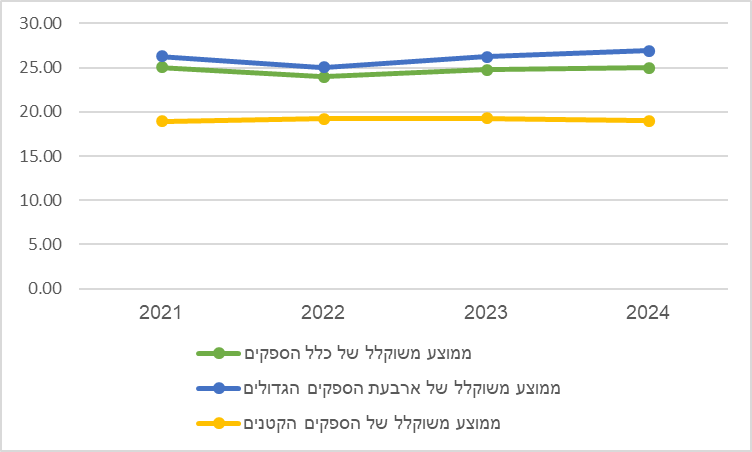 30.00
25.00
20.00
15.00
10.00
5.00
0.00
2021 2022 2023 2024
ממוצע משוקלל של כלל הספקים
ממוצע משוקלל של ארבעת הספקים הגדולים
ממוצע משוקלל של הספקים הקטנים